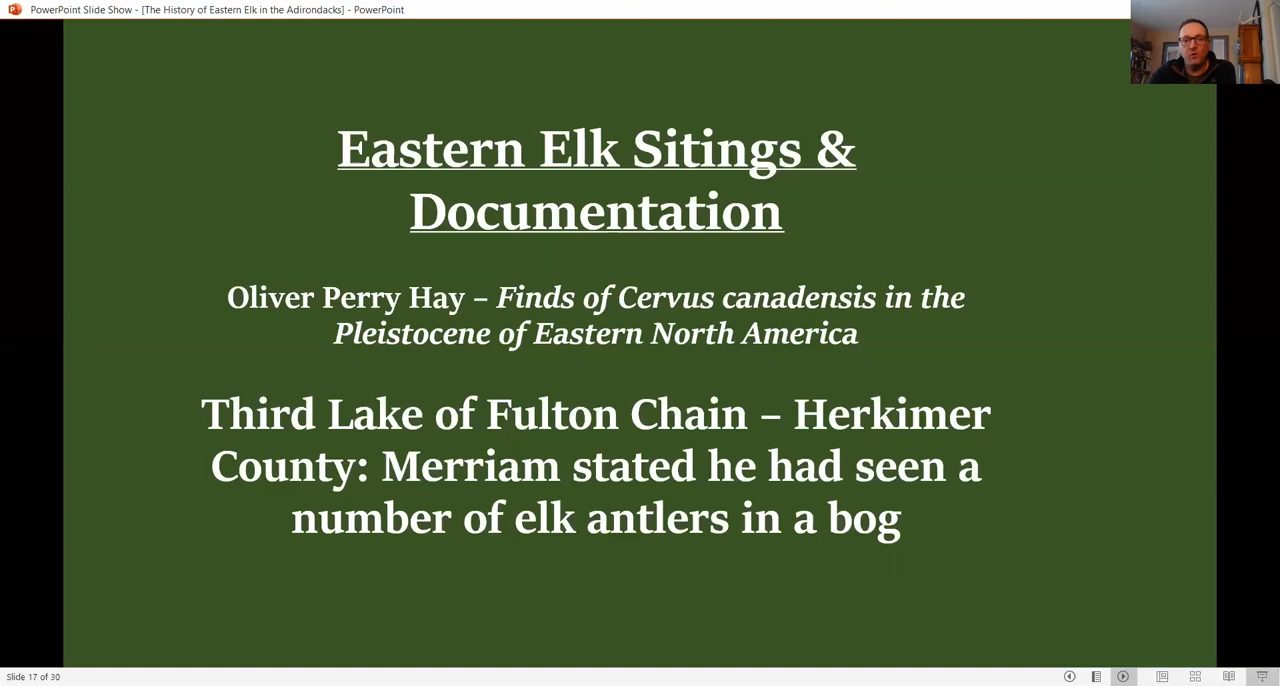 PowerPoint Slide Show - [The History of Eastern Elk in the Adirondacks] - PowerPoint
Eastern Elk Sitings &
Documentation
Oliver Perry Hay – Finds of Cervus canadensis in the
Pleistocene of Eastern North America
Third Lake of Fulton Chain – Herkimer
County: Merriam stated he had seen a
number of elk antlers in a bog
Slide 17 of 30